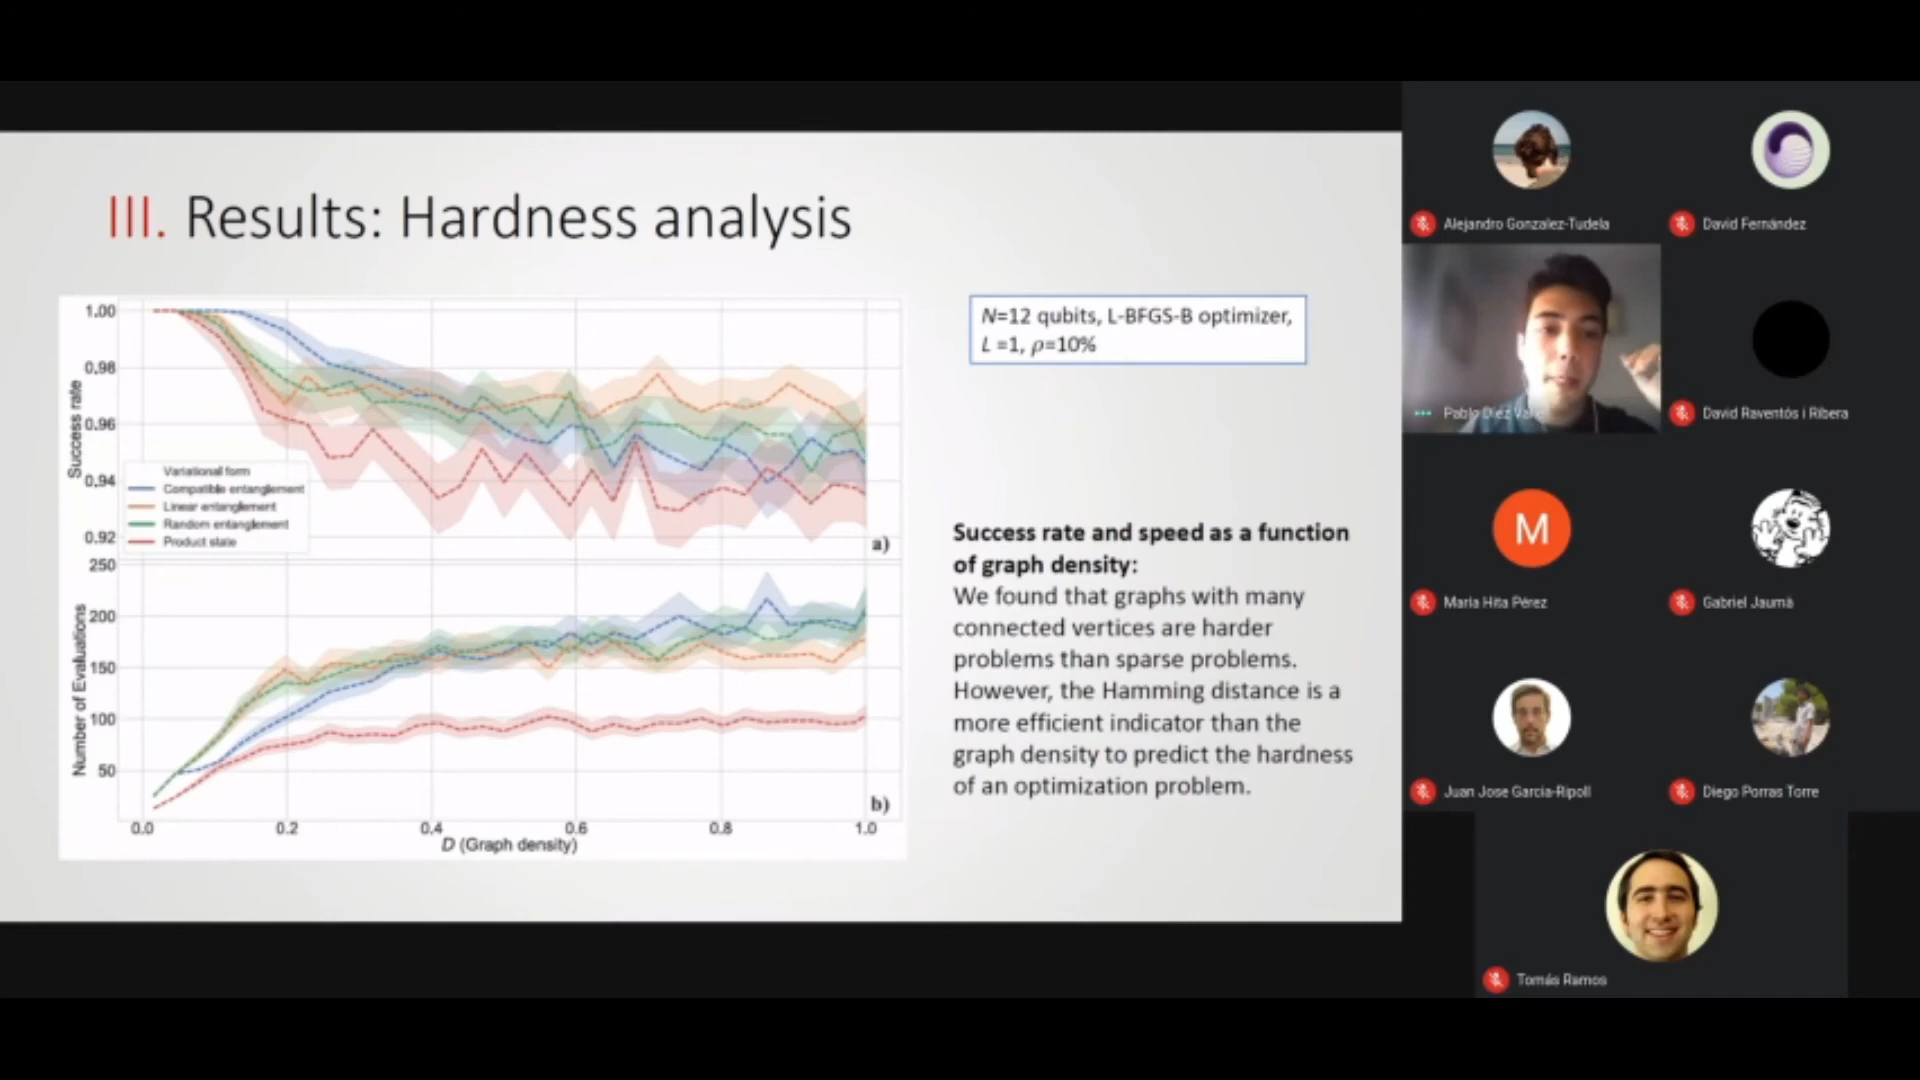 III. Results: Hardness analysis
1.00
0.98
0.96
0.94
0.92
Success rate
Variational form
Compatible entanglement
Linear entanglement
Random entanglement
Product state
a)
250
200
150
100
50
Number of Evaluations
b)
0.0 0.2 0.4 0.6 0.8 1.0
D (Graph density)
N=12 qubits, L-BFGS-B optimizer,
L =1, ρ=10%
Success rate and speed as a function
of graph density:
We found that graphs with many
connected vertices are harder
problems than sparse problems.
However, the Hamming distance is a
more efficient indicator than the
graph density to predict the hardness
of an optimization problem.
Alejandro Gonzalez-Tudela
David Fernández
Pablo Díez Valle
David Raventós i Ribera
M
María Hita Pérez
Gabriel Jaumà
Juan Jose García-Ripoll
Diego Porras Torre
Tomás Ramos